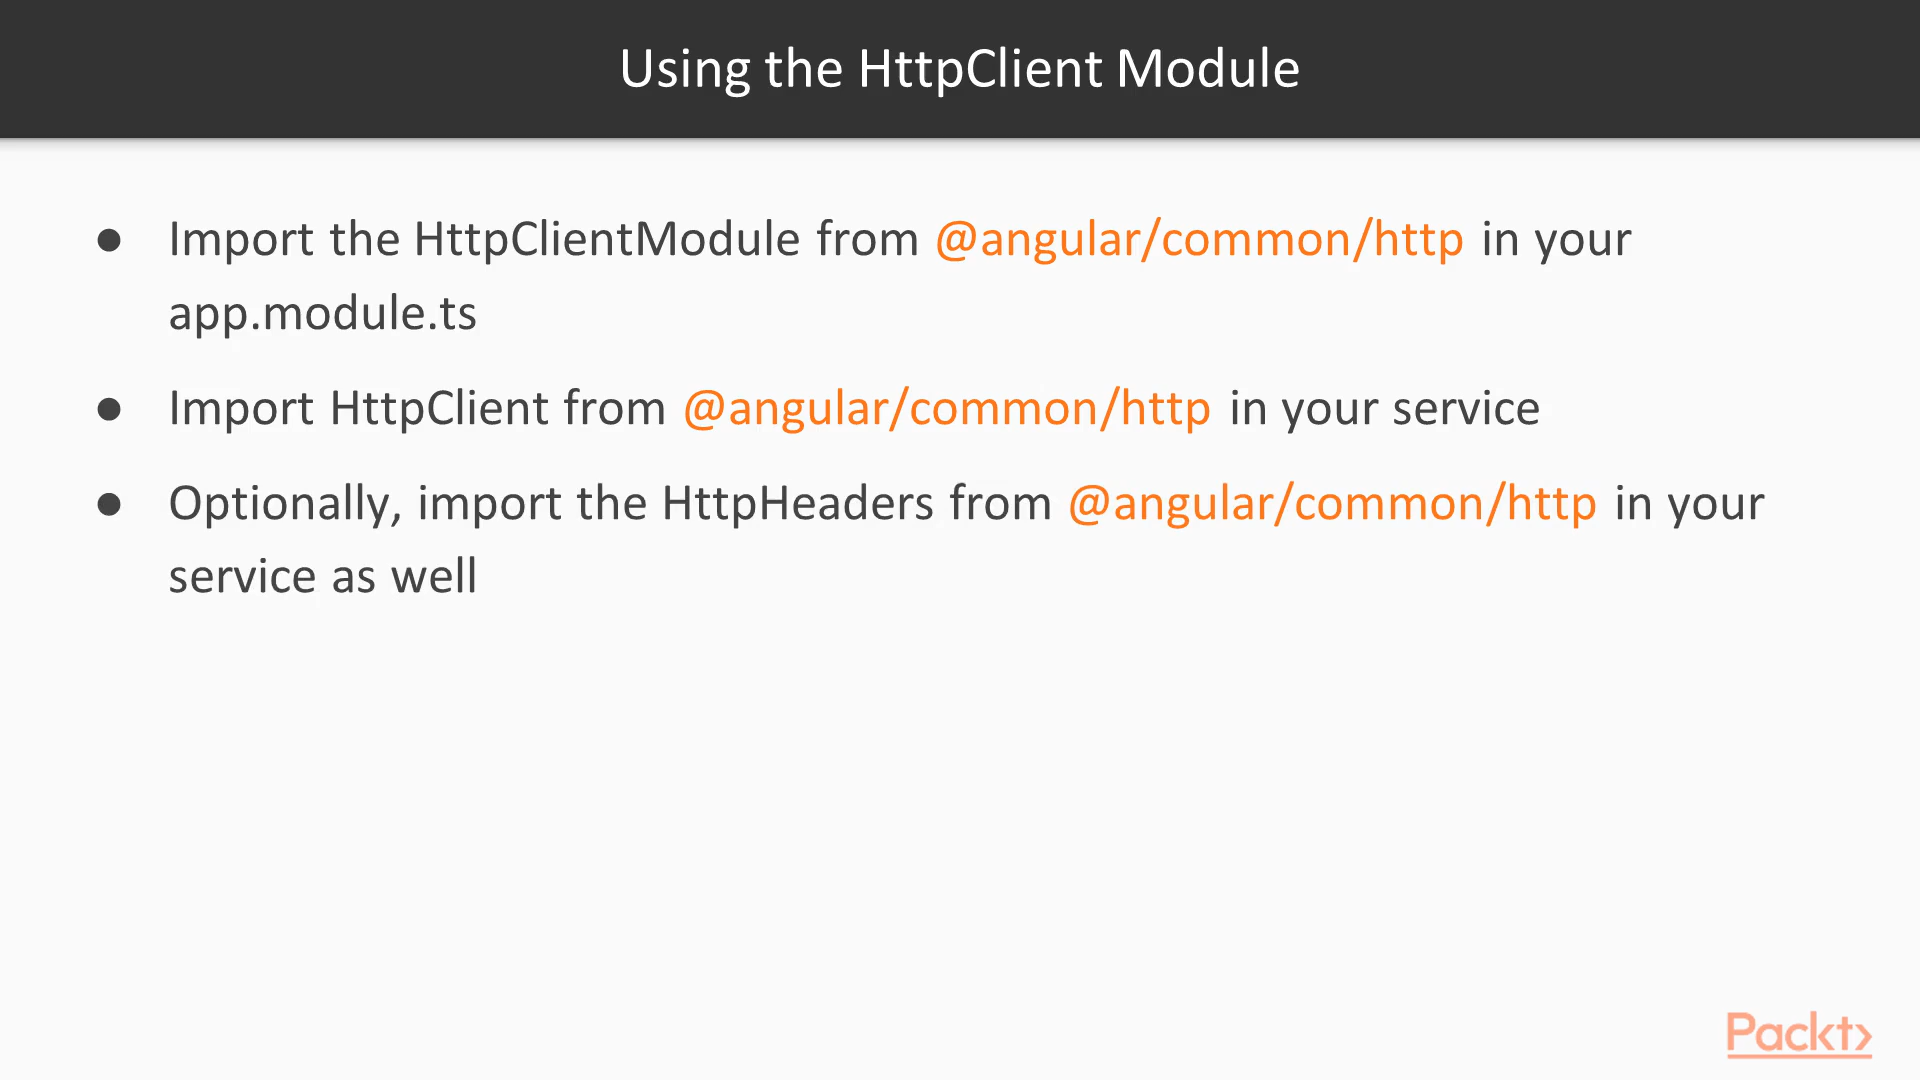 Using the HttpClient Module
● Import the HttpClientModule from @angular/common/http in your
app.module.ts
● Import HttpClient from @angular/common/http in your service
● Optionally, import the HttpHeaders from @angular/common/http in your
service as well
Packt>